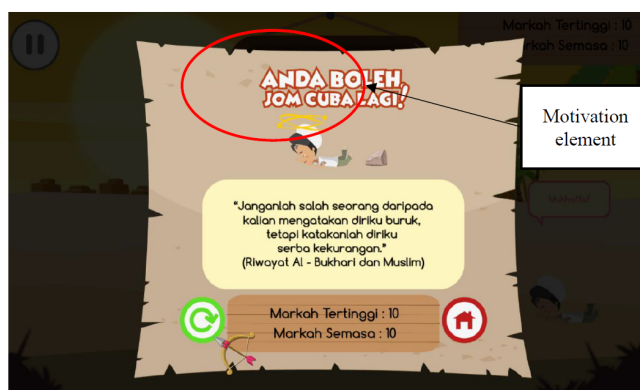 Markah Tertinggi : 10
rkah Semasa : 10
ANDA BOLEH,
JOM CUBA LAGI!
Motivation
element
"Janganlah salah seorang daripada
kalian mengatakan diriku buruk,
tetapi katakanlah diriku
serba kekurangan."
(Riwayat Al - Bukhari dan Muslim)
Markah Tertinggi : 10
Markah Semasa : 10